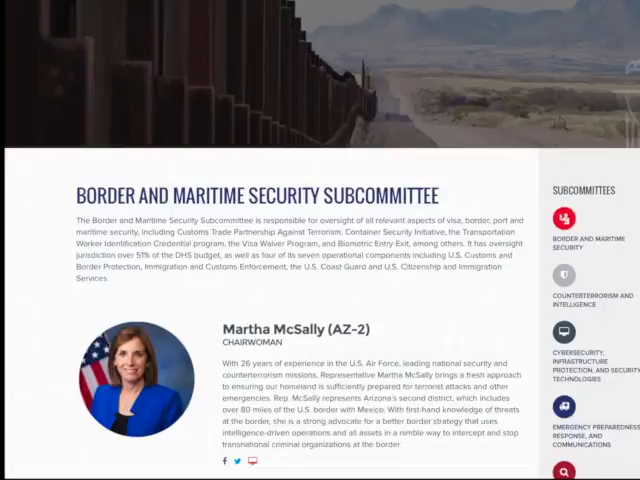 BORDER AND MARITIME SECURITY SUBCOMMITTEE
The Border and Maritime Security Subcommittee is responsible for oversight of all relevant aspects of visa, border, port and
maritime security, including Customs Trade Partnership Against Terrorism, Container Security Initiative, the Transportation
Worker Identification Credential program, the Visa Waiver Program, and Biometric Entry-Exit, among others. It has oversight
jurisdiction over 51% of the DHS budget, as well as four of its seven operational components including U.S. Customs and
Border Protection, Immigration and Customs Enforcement, the U.S. Coast Guard and U.S. Citizenship and Immigration
Services
Martha McSally (AZ-2)
CHAIRWOMAN
With 26 years of experience in the U.S. Air Force, leading national security and
counterterrorism missions, Representative Martha McSally brings a fresh approach
to ensuring our homeland is sufficiently prepared for terrorist attacks and other
emergencies. Rep. McSally represents Arizona's second district, which includes
over 80 miles of the U.S. border with Mexico. With first-hand knowledge of threats
at the border, she is a strong advocate for a better border strategy that uses
intelligence-driven operations and all assets in a nimble way to intercept and stop
transnational criminal organizations at the border.
SUBCOMMITTEES
BORDER AND MARITIME
SECURITY
COUNTERTERRORISM AND
INTELLIGENCE
CYBERSECURITY,
INFRASTRUCTURE
PROTECTION, AND SECURITY
TECHNOLOGIES
EMERGENCY PREPAREDNESS,
RESPONSE, AND
COMMUNICATIONS